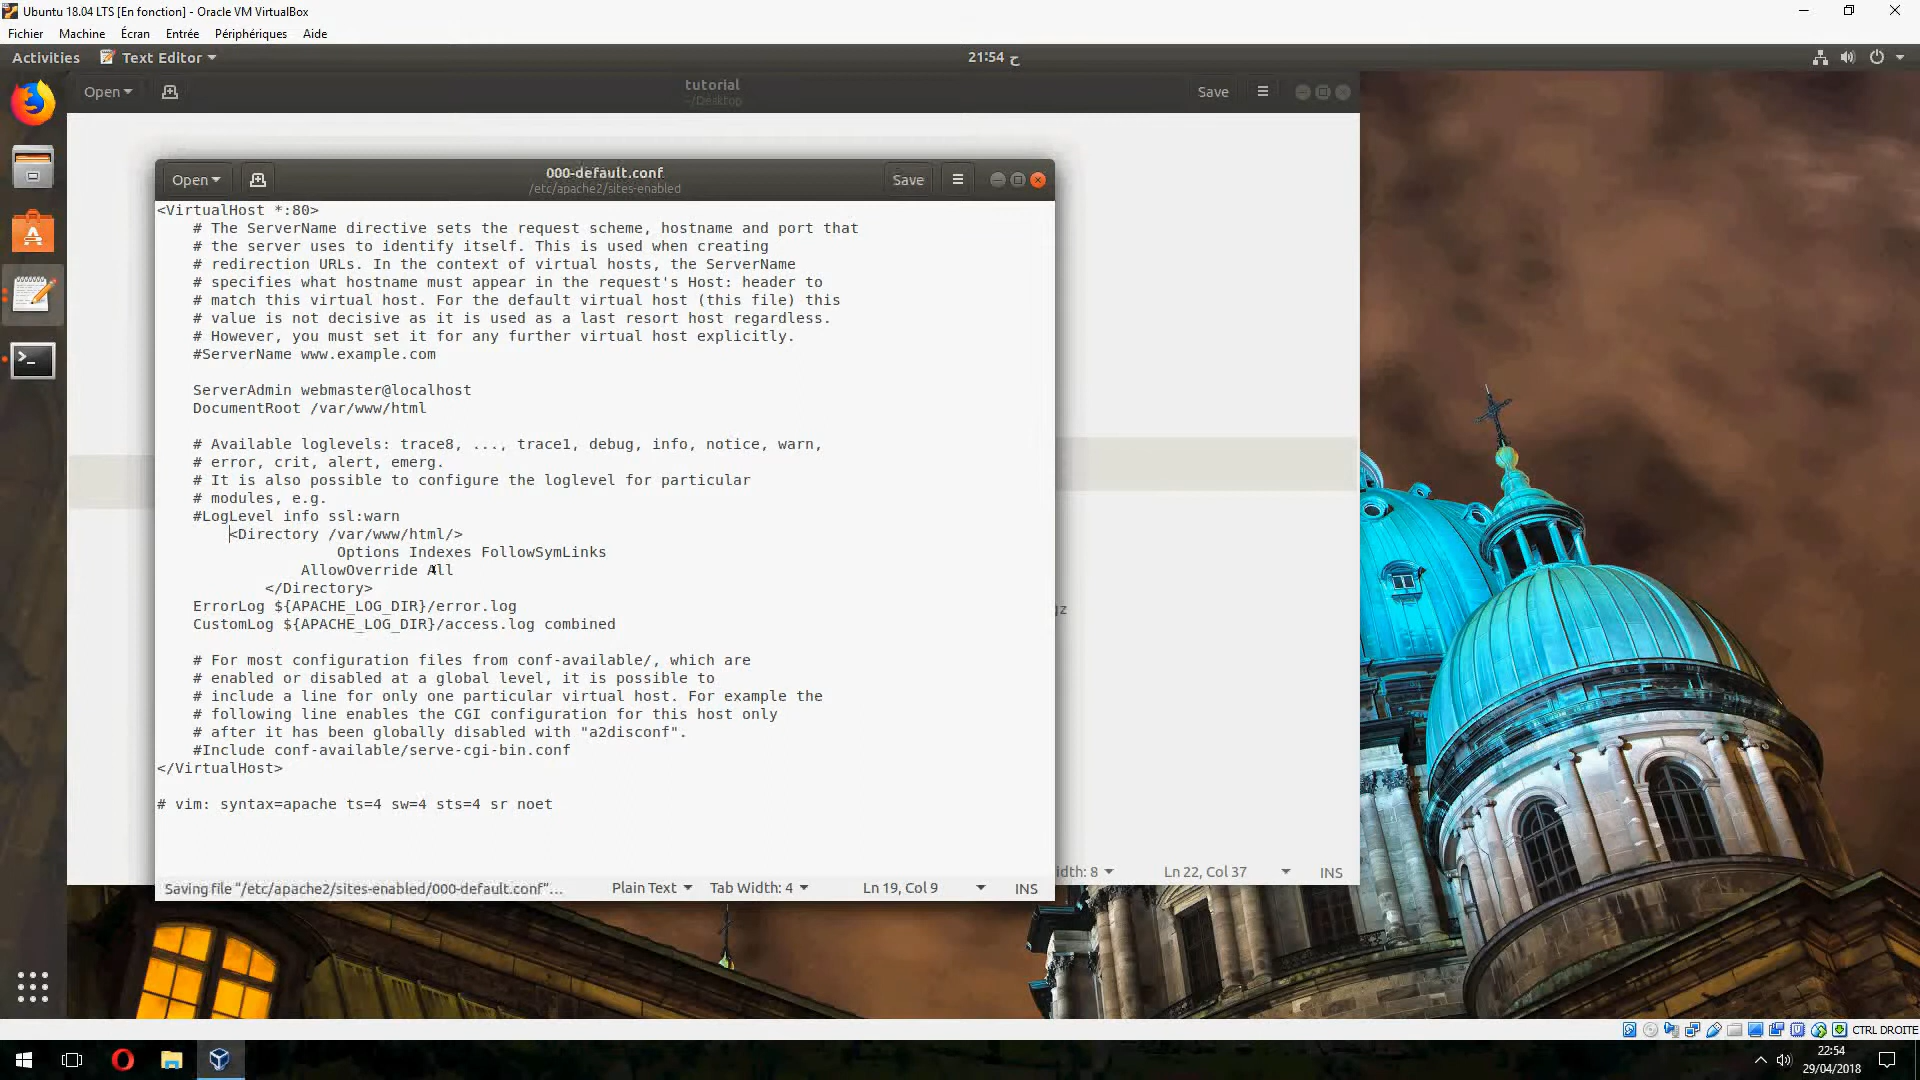 Ubuntu 18.04 LTS [En fonction] - Oracle VM VirtualBox
Fichier Machine Écran Entrée Périphériques Aide
Activities Text Editor 21:54 ح
Open tutorial Save
~/Desktop
Open 000-default.conf Save
/etc/apache2/sites-enabled
<VirtualHost *:80>
# The ServerName directive sets the request scheme, hostname and port that
# the server uses to identify itself. This is used when creating
# redirection URLs. In the context of virtual hosts, the ServerName
# specifies what hostname must appear in the request's Host: header to
# match this virtual host. For the default virtual host (this file) this
# value is not decisive as it is used as a last resort host regardless.
# However, you must set it for any further virtual host explicitly.
#ServerName www.example.com
ServerAdmin webmaster@localhost
DocumentRoot /var/www/html
# Available loglevels: trace8, ..., trace1, debug, info, notice, warn,
# error, crit, alert, emerg.
# It is also possible to configure the loglevel for particular
# modules, e.g.
#LogLevel info ssl:warn
<Directory /var/www/html/>
Options Indexes FollowSymLinks
AllowOverride All
</Directory>
ErrorLog ${APACHE_LOG_DIR}/error.log
CustomLog ${APACHE_LOG_DIR}/access.log combined
# For most configuration files from conf-available/, which are
# enabled or disabled at a global level, it is possible to
# include a line for only one particular virtual host. For example the
# following line enables the CGI configuration for this host only
# after it has been globally disabled with "a2disconf".
#Include conf-available/serve-cgi-bin.conf
</VirtualHost>
# vim: syntax=apache ts=4 sw=4 sts=4 sr noet
gz
Saving file "/etc/apache2/sites-enabled/000-default.conf"... Plain Text Tab Width: 4 Ln 19, Col 9 INS
idth: 8 Ln 22, Col 37 INS
CTRL DROITE
22:54
29/04/2018